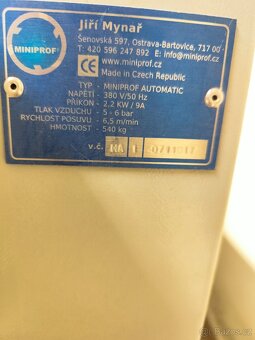 Jiří Mynař
Šenovská 597, Ostrava-Bartovice, 717 00
T: 420 596 247 892 E: info@miniprof.cz
MINIPROF
CE www.miniprof.cz
Made in Czech Republic
TYP - MINIPROF AUTOMATIC
NAPĚTÍ - 380 V/50 Hz
PŘÍKON - 2,2 KW / 9A
TLAK VZDUCHU - 5 - 6 bar
RYCHLOST POSUVU - 6,5 m/min
HMOTNOST - 540 kg
v.č. MA